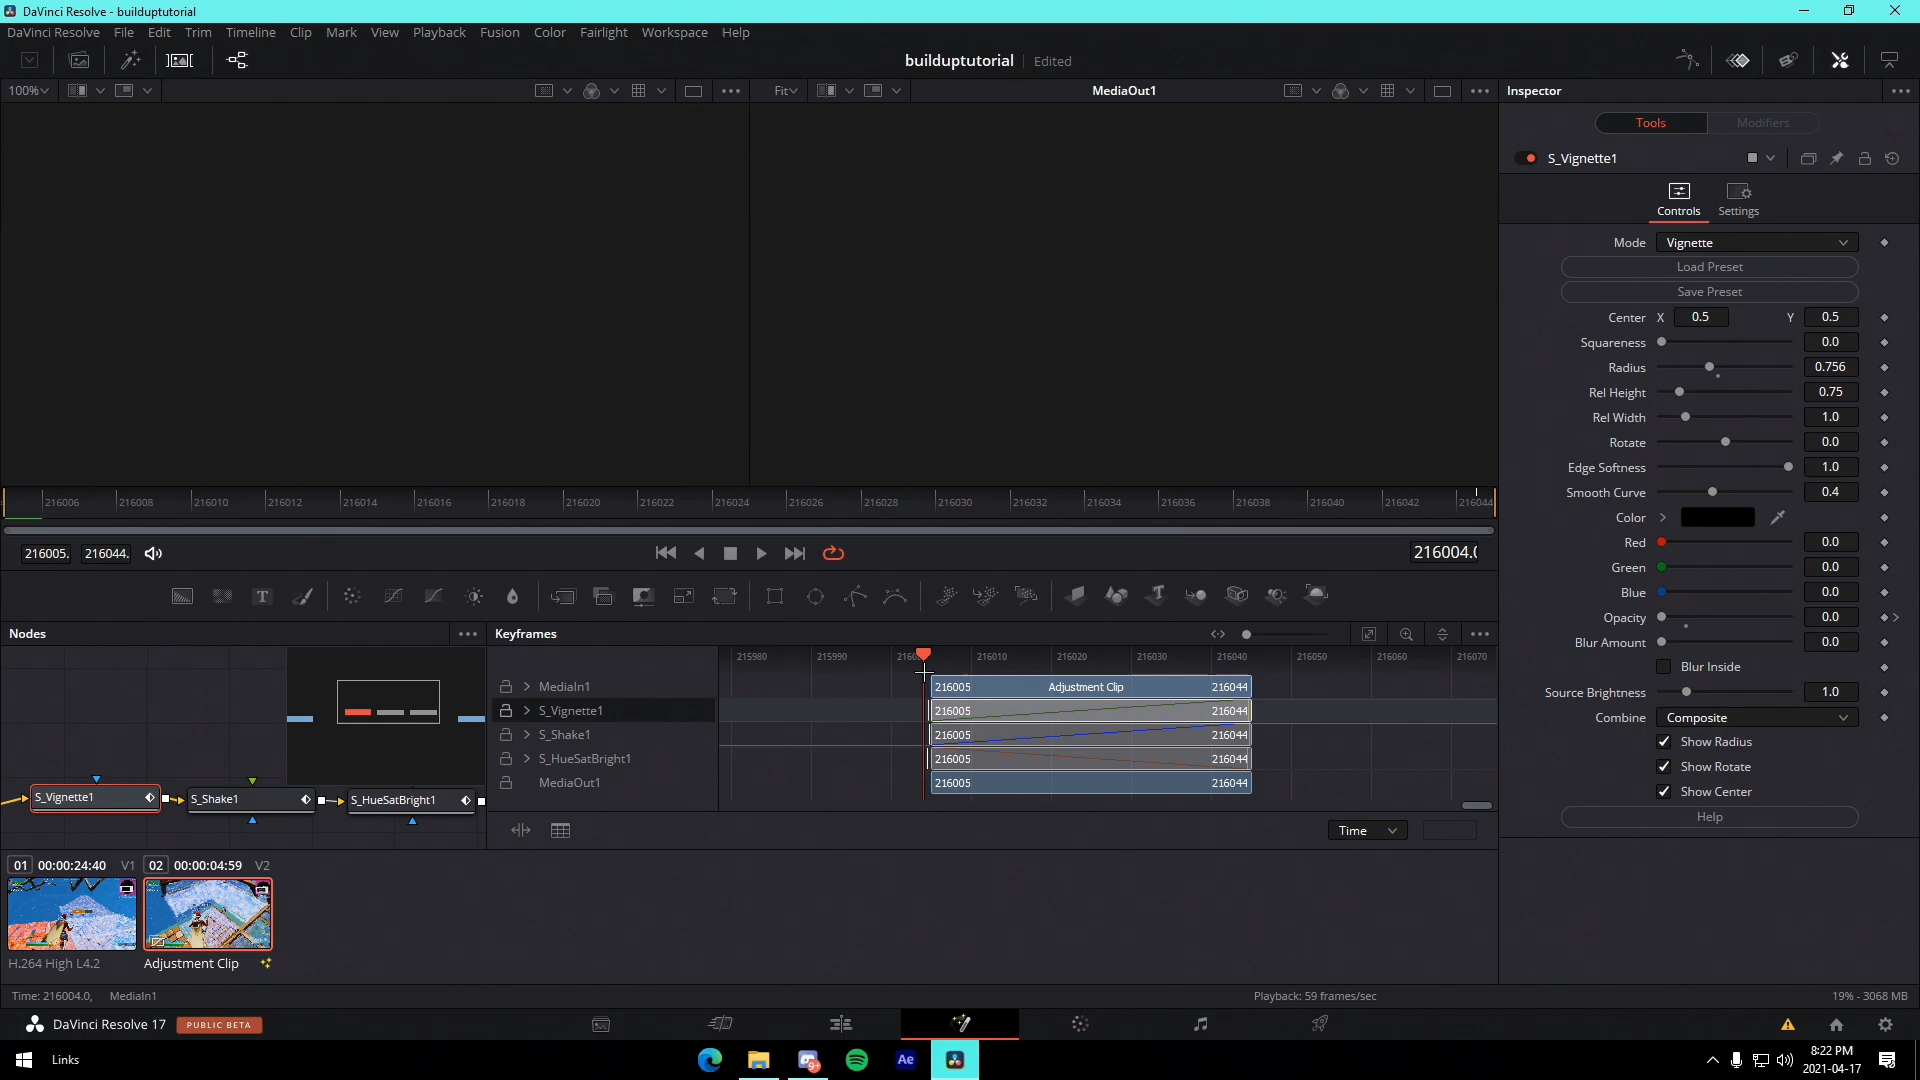 DaVinci Resolve - builduptutorial
DaVinci Resolve File Edit Trim Timeline Clip Mark View Playback Fusion Color Fairlight Workspace Help
builduptutorial Edited
100% Fit MediaOut1 Inspector
Tools Modifiers
S_Vignette1
Controls Settings
Mode Vignette
Load Preset
Save Preset
Center X 0.5 Y 0.5
Squareness 0.0
Radius 0.756
Rel Height 0.75
Rel Width 1.0
Rotate 0.0
Edge Softness 1.0
Smooth Curve 0.4
Color
Red 0.0
Green 0.0
Blue 0.0
Opacity 0.0
Blur Amount 0.0
Blur Inside
Source Brightness 1.0
Combine Composite
Show Radius
Show Rotate
Show Center
Help
216006 216008 216010 216012 216014 216016 216018 216020 216022 216024 216026 216028 216030 216032 216034 216036 216038 216040 216042 216044
216005. 216044. 216004.0
T
Nodes Keyframes
215980 215990 216010 216020 216030 216040 216050 216060 216070
MediaIn1 216005 Adjustment Clip 216044
S_Vignette1 216005 216044
S_Shake1 216005 216044
S_HueSatBright1 216005 216044
MediaOut1 216005 216044
S_Vignette1 S_Shake1 S_HueSatBright1
Time
01 00:00:24:40 V1 02 00:00:04:59 V2
H.264 High L4.2 Adjustment Clip
Time: 216004.0, MediaIn1 Playback: 59 frames/sec 19% - 3068 MB
DaVinci Resolve 17 PUBLIC BETA
Links Ae 9+ 8:22 PM
2021-04-17